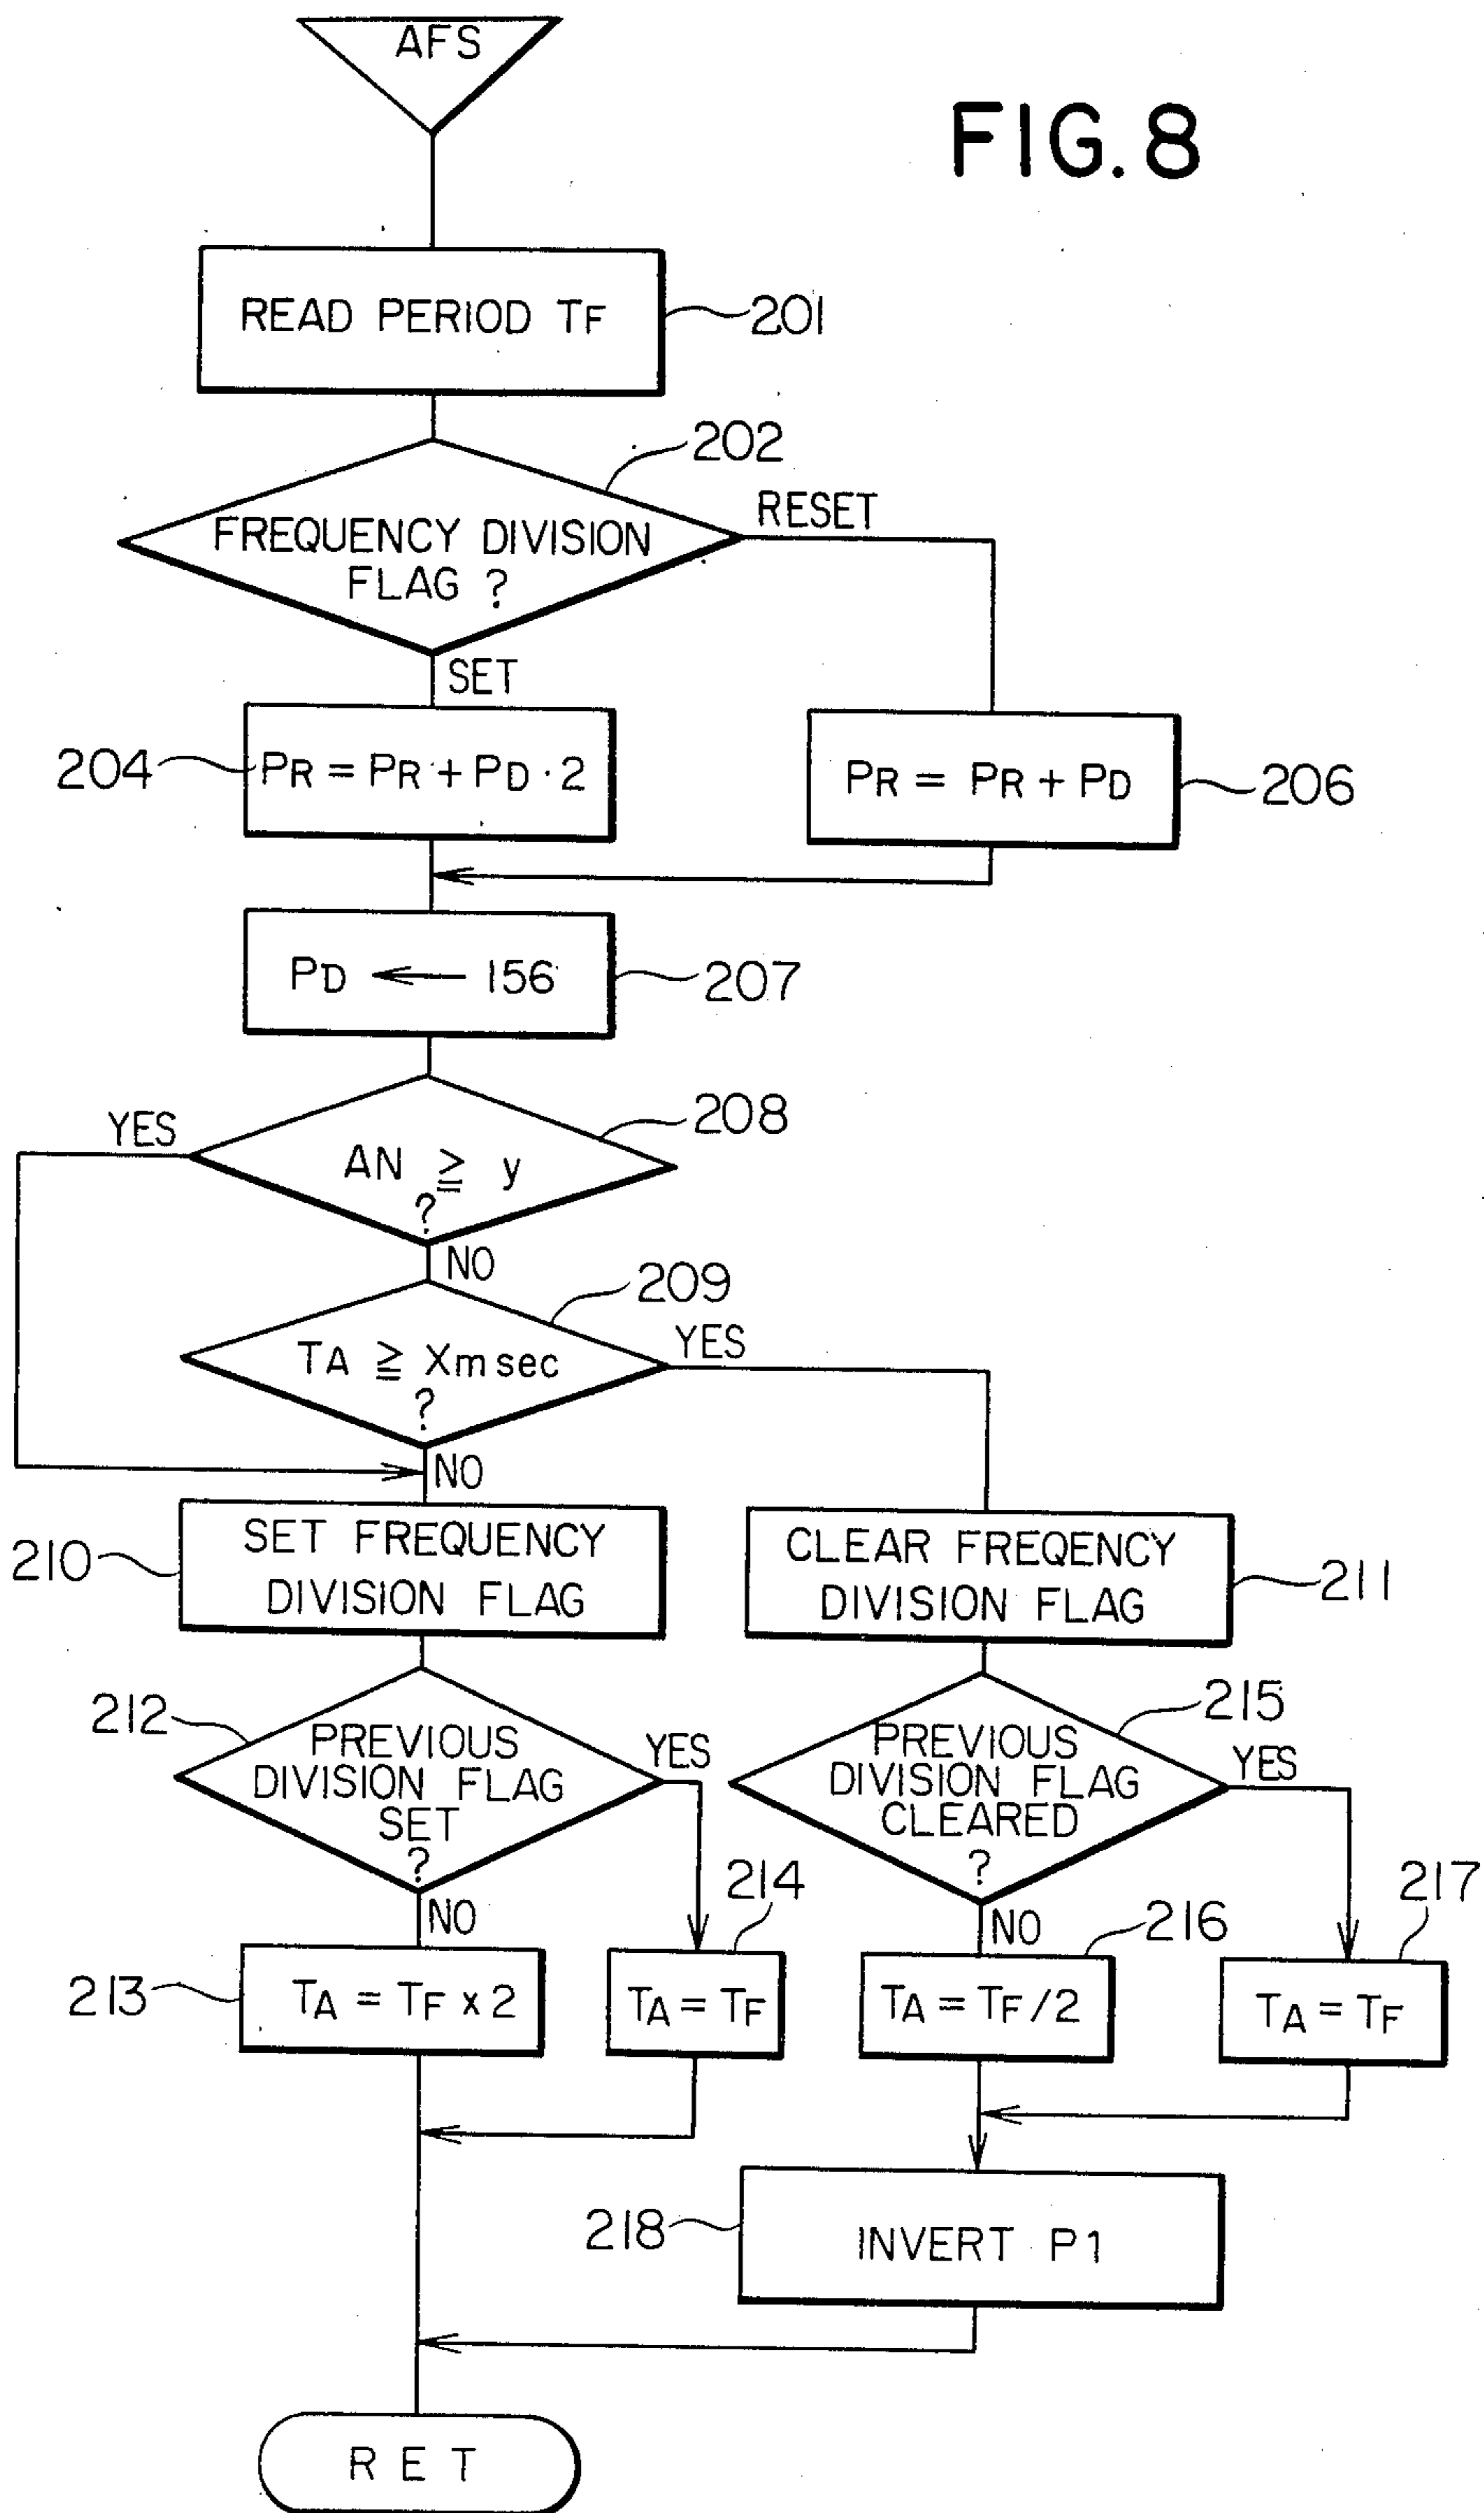 AFS
FIG. 8
READ PERIOD TF
201
202
FREQUENCY DIVISION
FLAG ?
RESET
SET
204
PR = PR + PD · 2
PR = PR + PD
206
PD ← 156
207
YES
208
AN ≧ y
?
NO
209
TA ≧ Xmsec
?
YES
NO
210
SET FREQUENCY
DIVISION FLAG
CLEAR FREQENCY
DIVISION FLAG
211
212
PREVIOUS
DIVISION FLAG
SET
?
YES
215
PREVIOUS
DIVISION FLAG
CLEARED
?
YES
NO
214
NO
216
217
213
TA = TF x 2
TA = TF
TA = TF / 2
TA = TF
218
INVERT P1
RET